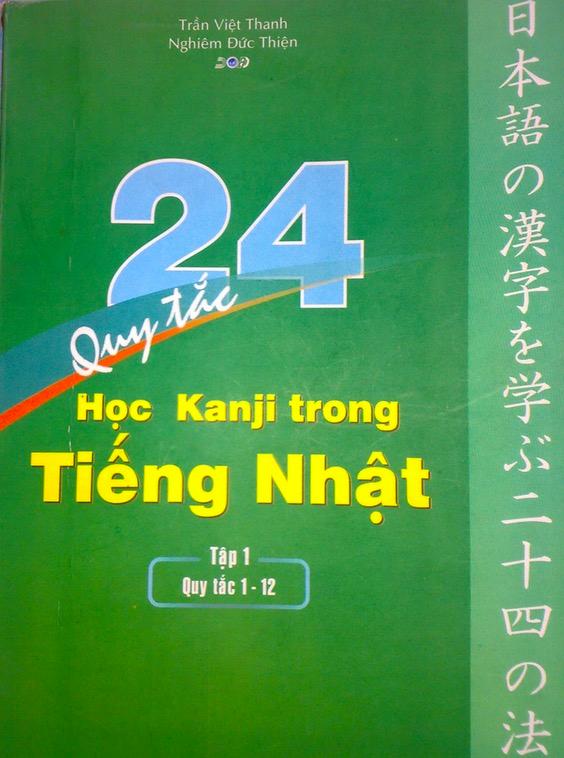 Trần Việt Thanh
Nghiêm Đức Thiện
24
Quy tắc
Học Kanji trong
Tiếng Nhật
Tập 1
Quy tắc 1 - 12
日本語の漢字を学ぶ二十四の法